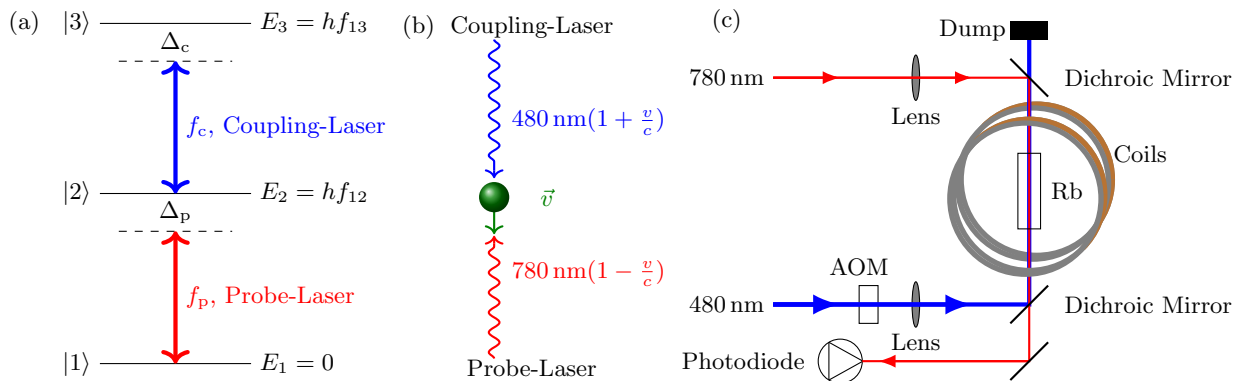 (a)
|3⟩
E₃ = hf₁₃
Δc
fc, Coupling-Laser
|2⟩
E₂ = hf₁₂
Δp
fp, Probe-Laser
|1⟩
E₁ = 0
(b)
Coupling-Laser
480 nm(1 + v/c)
v⃗
780 nm(1 − v/c)
Probe-Laser
(c)
Dump
780 nm
Dichroic Mirror
Lens
Coils
Rb
AOM
480 nm
Dichroic Mirror
Lens
Photodiode